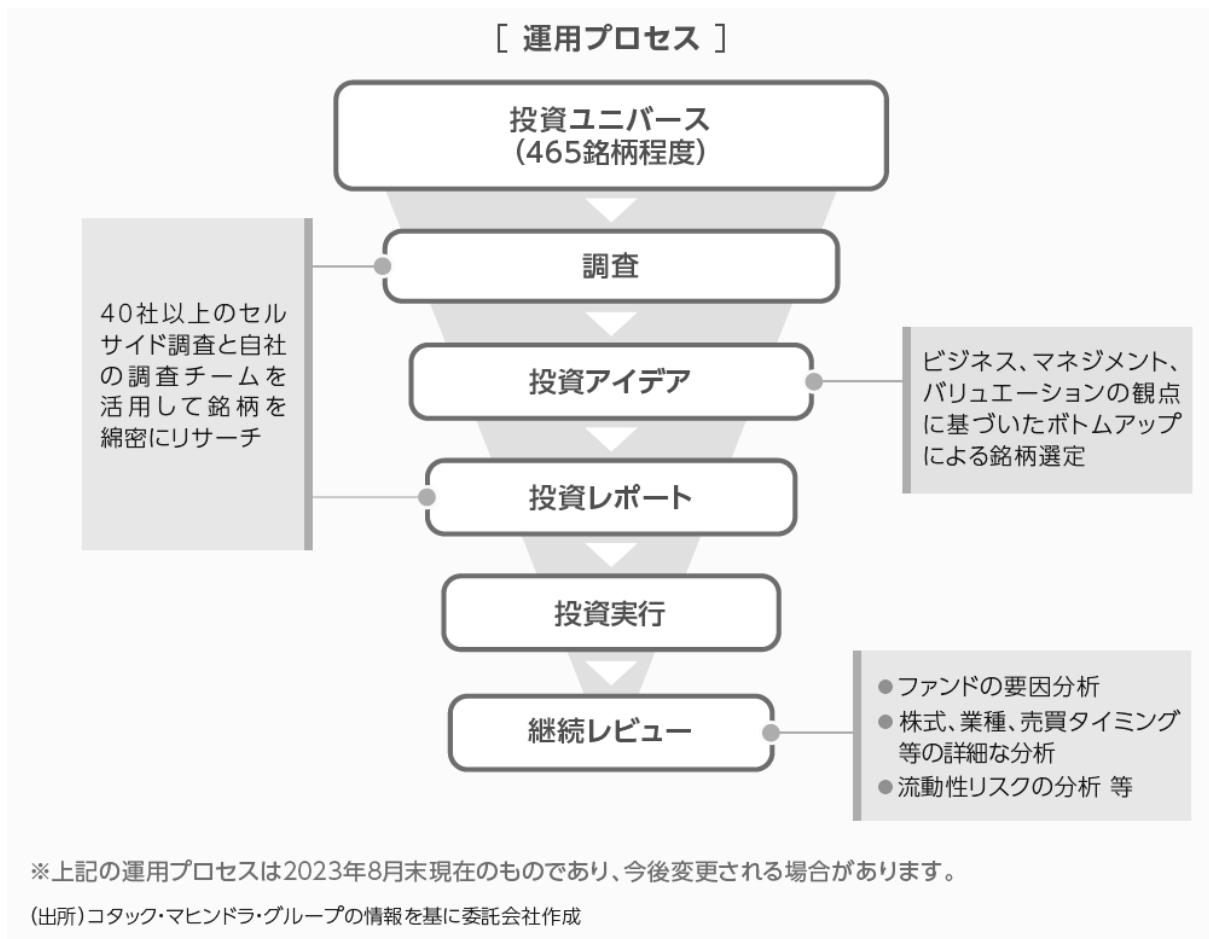 [ 運用プロセス ]
投資ユニバース
(465銘柄程度)
調査
40社以上のセル
サイド調査と自社
の調査チームを
活用して銘柄を
綿密にリサーチ
投資アイデア
ビジネス、マネジメント、
バリュエーションの観点
に基づいたボトムアップ
による銘柄選定
投資レポート
投資実行
継続レビュー
●ファンドの要因分析
●株式、業種、売買タイミング
等の詳細な分析
●流動性リスクの分析 等
※上記の運用プロセスは2023年8月末現在のものであり、今後変更される場合があります。
(出所)コタック・マヒンドラ・グループの情報を基に委託会社作成